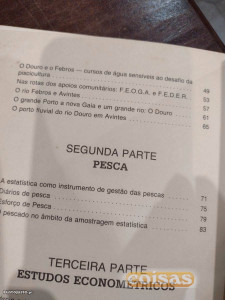 O Douro e o Febros — cursos de água sensíveis ao desafio da
piscicultura 49
Nas rotas dos apoios comunitários: F.E.O.G.A. e F.E.D.E.R. 53
O rio Febros e Avintes 57
O grande Porto a nova Gaia e um grande rio: O Douro 61
O porto fluvial do rio Douro em Avintes 65
SEGUNDA PARTE
PESCA
A estatística como instrumento de gestão das pescas 71
Diários de pesca 75
Esforço de Pesca 79
O pescado no âmbito da amostragem estatística 83
TERCEIRA PARTE
ESTUDOS ECONOMÉTRICOS
coisas